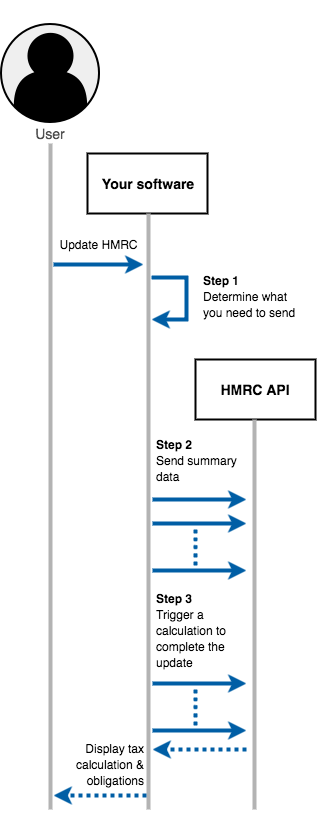 User
Your software
Update HMRC
Step 1
Determine what
you need to send
HMRC API
Step 2
Send summary
data
Step 3
Trigger a
calculation to
complete the
update
Display tax
calculation &
obligations